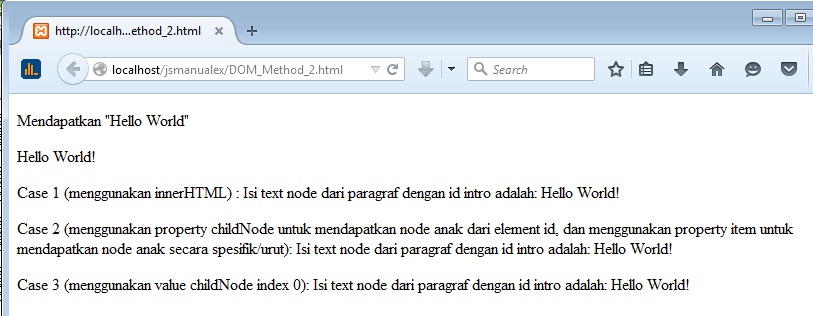 http://localh...ethod_2.html
localhost/jsmanualex/DOM_Method_2.html
Search
Mendapatkan "Hello World"
Hello World!
Case 1 (menggunakan innerHTML) : Isi text node dari paragraf dengan id intro adalah: Hello World!
Case 2 (menggunakan property childNode untuk mendapatkan node anak dari element id, dan menggunakan property item untuk
mendapatkan node anak secara spesifik/urut): Isi text node dari paragraf dengan id intro adalah: Hello World!
Case 3 (menggunakan value childNode index 0): Isi text node dari paragraf dengan id intro adalah: Hello World!